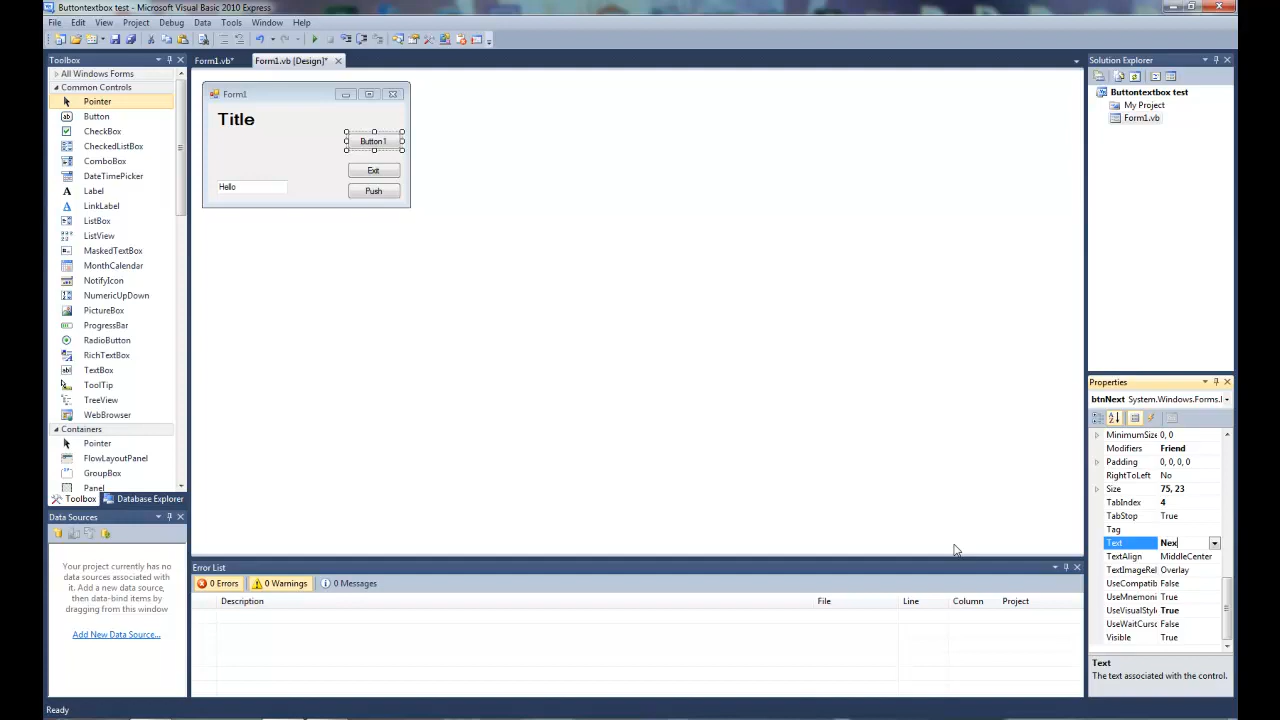 Buttontextbox test - Microsoft Visual Basic 2010 Express
File Edit View Project Debug Data Tools Window Help
Toolbox
All Windows Forms
Common Controls
Pointer
Button
CheckBox
CheckedListBox
ComboBox
DateTimePicker
Label
LinkLabel
ListBox
ListView
MaskedTextBox
MonthCalendar
NotifyIcon
NumericUpDown
PictureBox
ProgressBar
RadioButton
RichTextBox
TextBox
ToolTip
TreeView
WebBrowser
Containers
Pointer
FlowLayoutPanel
GroupBox
Panel
Toolbox Database Explorer
Data Sources
Your project currently has
no data sources associated
with it. Add a new data source,
then data-bind items by
dragging from this window
Add New Data Source...
Form1.vb* Form1.vb [Design]*
Form1
Title
Button1
Exit
Hello
Push
Error List
0 Errors 0 Warnings 0 Messages
Description File Line Column Project
Solution Explorer
Buttontextbox test
My Project
Form1.vb
Properties
btnNext System.Windows.Forms.
MinimumSize 0, 0
Modifiers Friend
Padding 0, 0, 0, 0
RightToLeft No
Size 75, 23
TabIndex 4
TabStop True
Tag
Text Nex
TextAlign MiddleCenter
TextImageRel Overlay
UseCompatib False
UseMnemoni True
UseVisualStyl True
UseWaitCurso False
Visible True
Text
The text associated with the control.
Ready